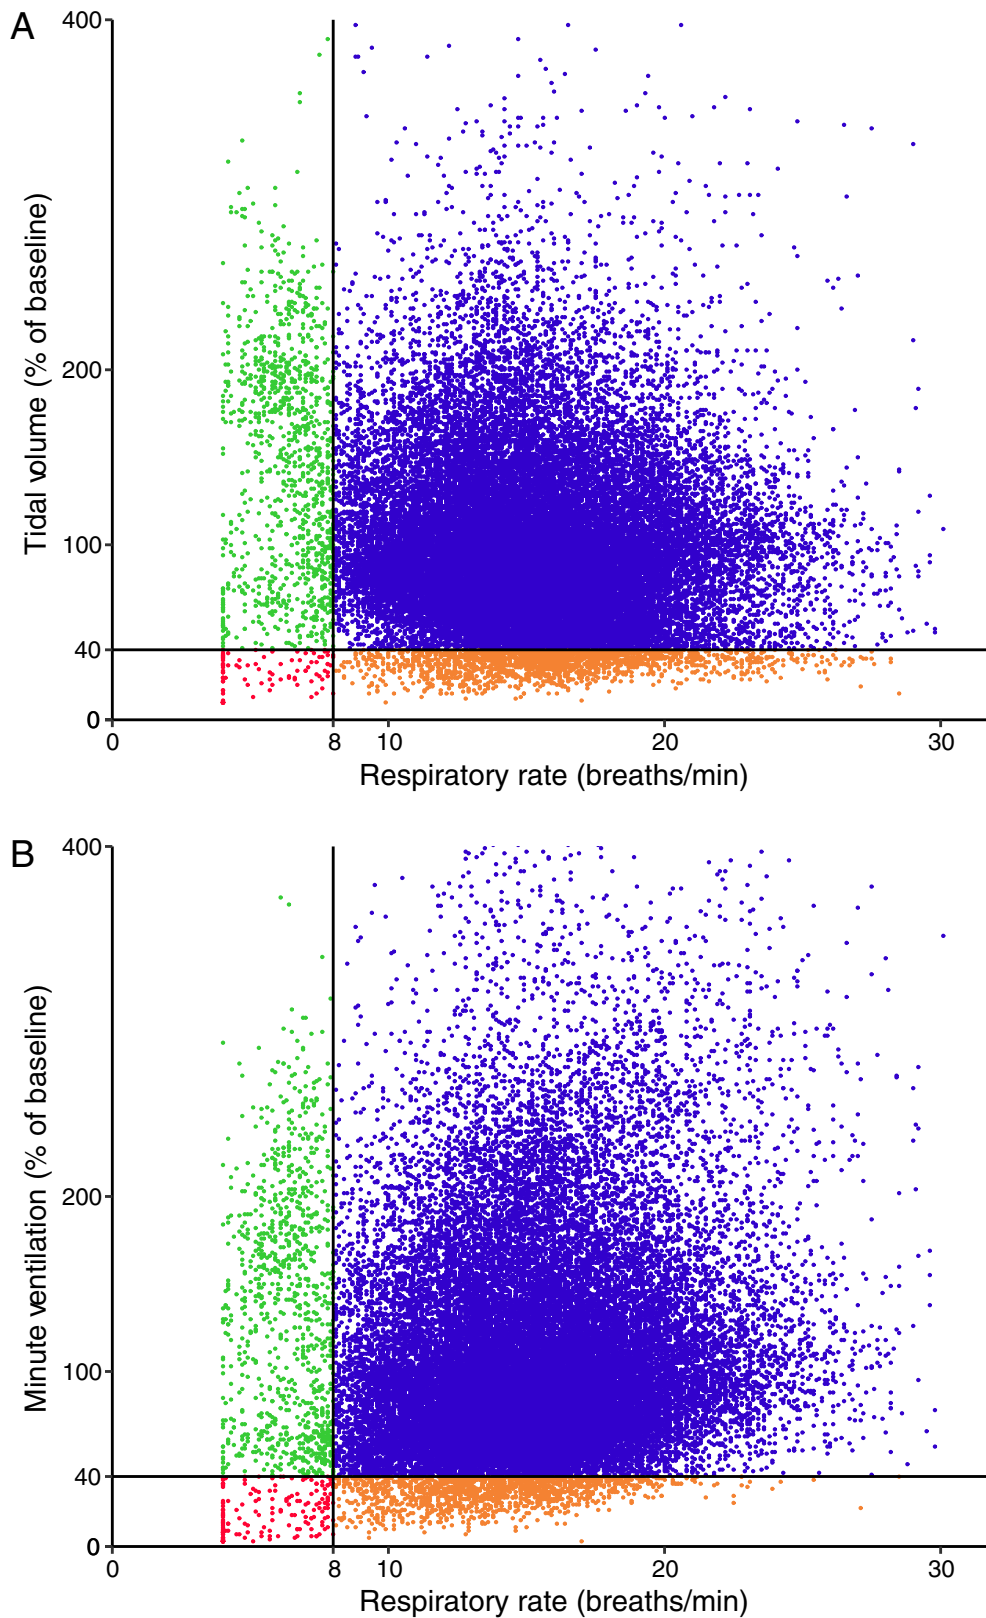 A
400
200
100
40
0
Tidal volume (% of baseline)
0 8 10 20 30
Respiratory rate (breaths/min)
B
400
200
100
40
0
Minute ventilation (% of baseline)
0 8 10 20 30
Respiratory rate (breaths/min)